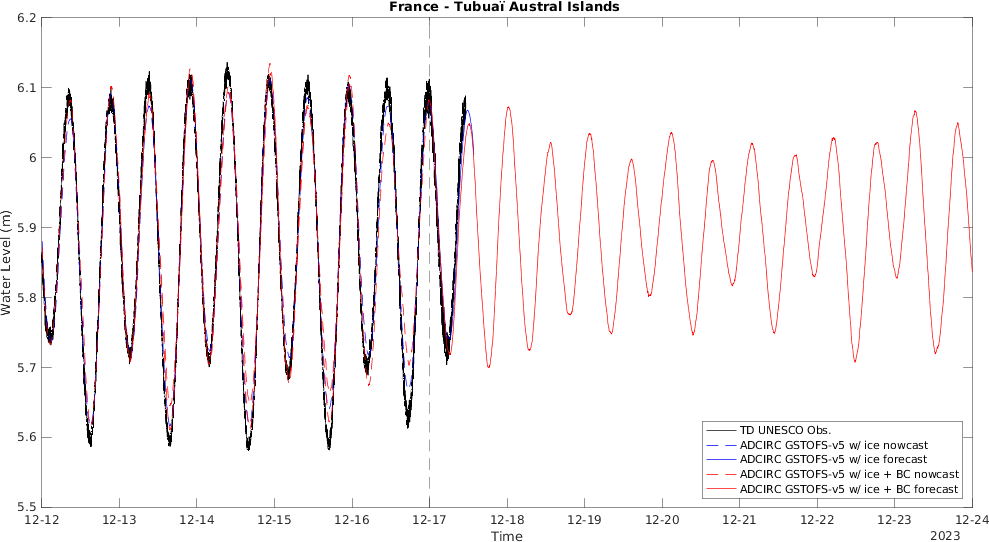 France - Tubuaï Austral Islands
6.2
6.1
6
5.9
5.8
5.7
5.6
5.5
Water Level (m)
TD UNESCO Obs.
ADCIRC GSTOFS-v5 w/ ice nowcast
ADCIRC GSTOFS-v5 w/ ice forecast
ADCIRC GSTOFS-v5 w/ ice + BC nowcast
ADCIRC GSTOFS-v5 w/ ice + BC forecast
12-12 12-13 12-14 12-15 12-16 12-17 12-18 12-19 12-20 12-21 12-22 12-23 12-24
Time
2023